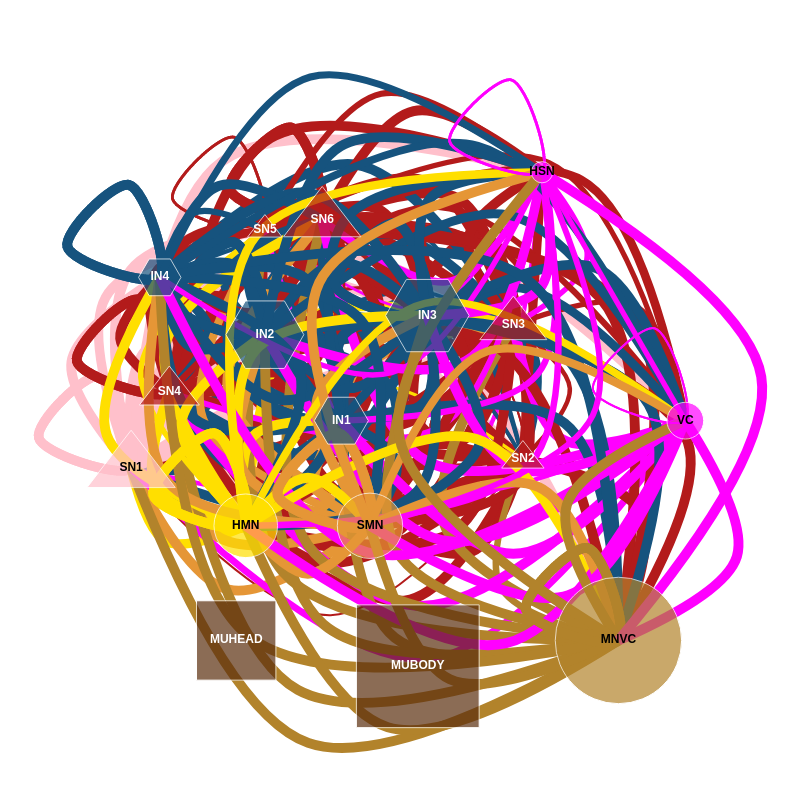 HSN
SN6
SN5
IN4
IN3
SN3
IN2
SN4
IN1
VC
SN2
SN1
HMN
SMN
MUHEAD
MNVC
MUBODY